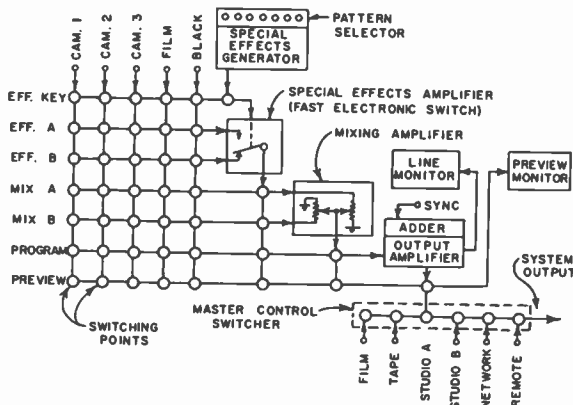 CAM. 1
CAM. 2
CAM. 3
FILM
BLACK
SPECIAL
EFFECTS
GENERATOR
PATTERN
SELECTOR
EFF. KEY
EFF. A
EFF. B
MIX A
MIX B
PROGRAM
PREVIEW
SPECIAL EFFECTS AMPLIFIER
(FAST ELECTRONIC SWITCH)
MIXING AMPLIFIER
LINE
MONITOR
PREVIEW
MONITOR
SYNC
ADDER
OUTPUT
AMPLIFIER
SWITCHING
POINTS
MASTER CONTROL
SWITCHER
SYSTEM
OUTPUT
FILM
TAPE
STUDIO A
STUDIO B
NETWORK
REMOTE